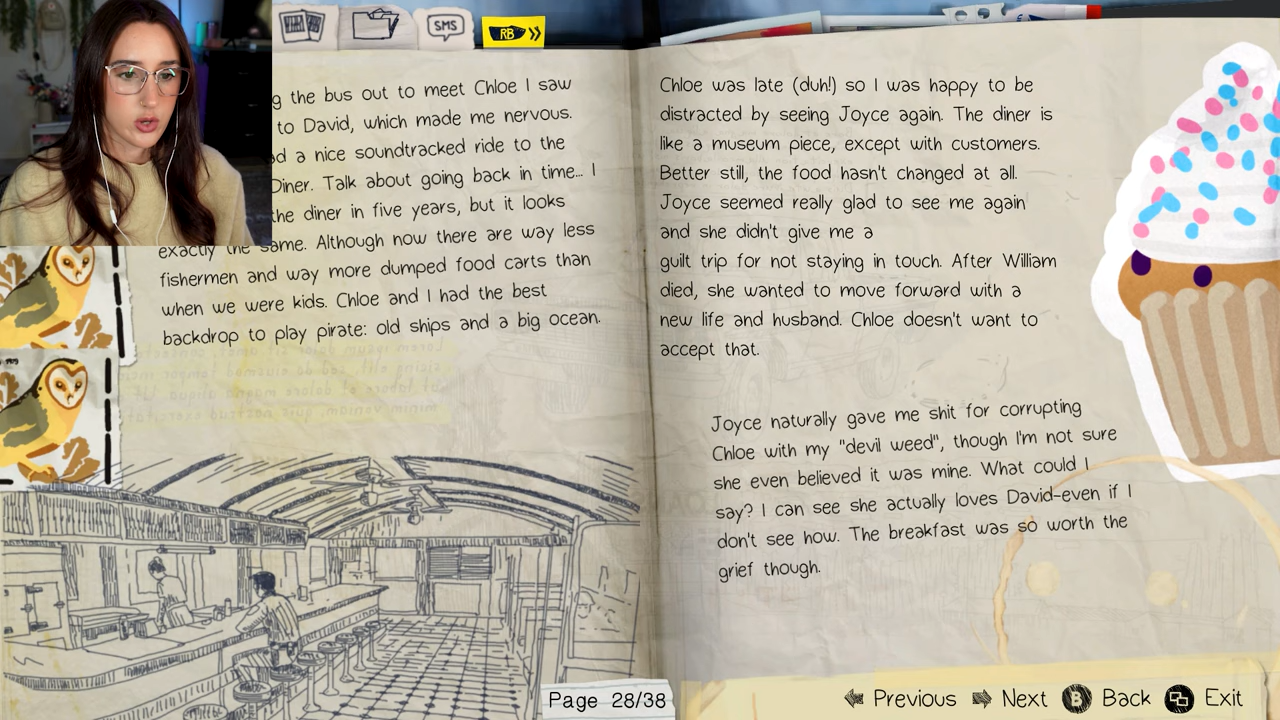 SMS
RB
g the bus out to meet Chloe I saw
to David, which made me nervous.
ad a nice soundtracked ride to the
Diner. Talk about going back in time... I
the diner in five years, but it looks
exactly the same. Although now there are way less
fishermen and way more dumped food carts than
when we were kids. Chloe and I had the best
backdrop to play pirate: old ships and a big ocean.
Chloe was late (duh!) so I was happy to be
distracted by seeing Joyce again. The diner is
like a museum piece, except with customers.
Better still, the food hasn't changed at all.
Joyce seemed really glad to see me again
and she didn't give me a
guilt trip for not staying in touch. After William
died, she wanted to move forward with a
new life and husband. Chloe doesn't want to
accept that.
Joyce naturally gave me shit for corrupting
Chloe with my "devil weed", though I'm not sure
she even believed it was mine. What could I
say? I can see she actually loves David-even if I
don't see how. The breakfast was so worth the
grief though.
Page 28/38
Previous Next B Back Exit